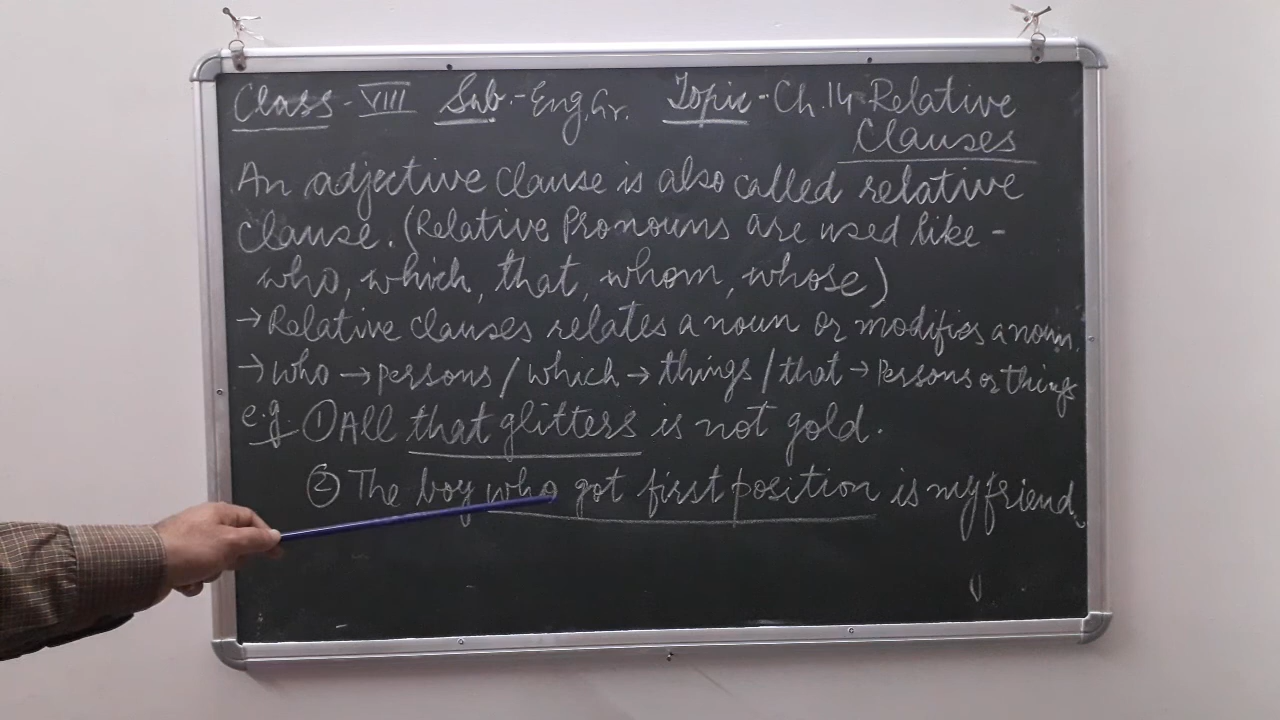 Class - VIII Sub.- Eng,Gr. Topic - Ch.14 Relative
Clauses
An adjective clause is also called relative
clause. (Relative Pronouns are used like -
who, which, that, whom, whose)
→ Relative clauses relates a noun or modifies a noun.
→ who → persons / which → things / that → Persons or things
e.g. ① All that glitters is not gold.
② The boy who got first position is my friend.